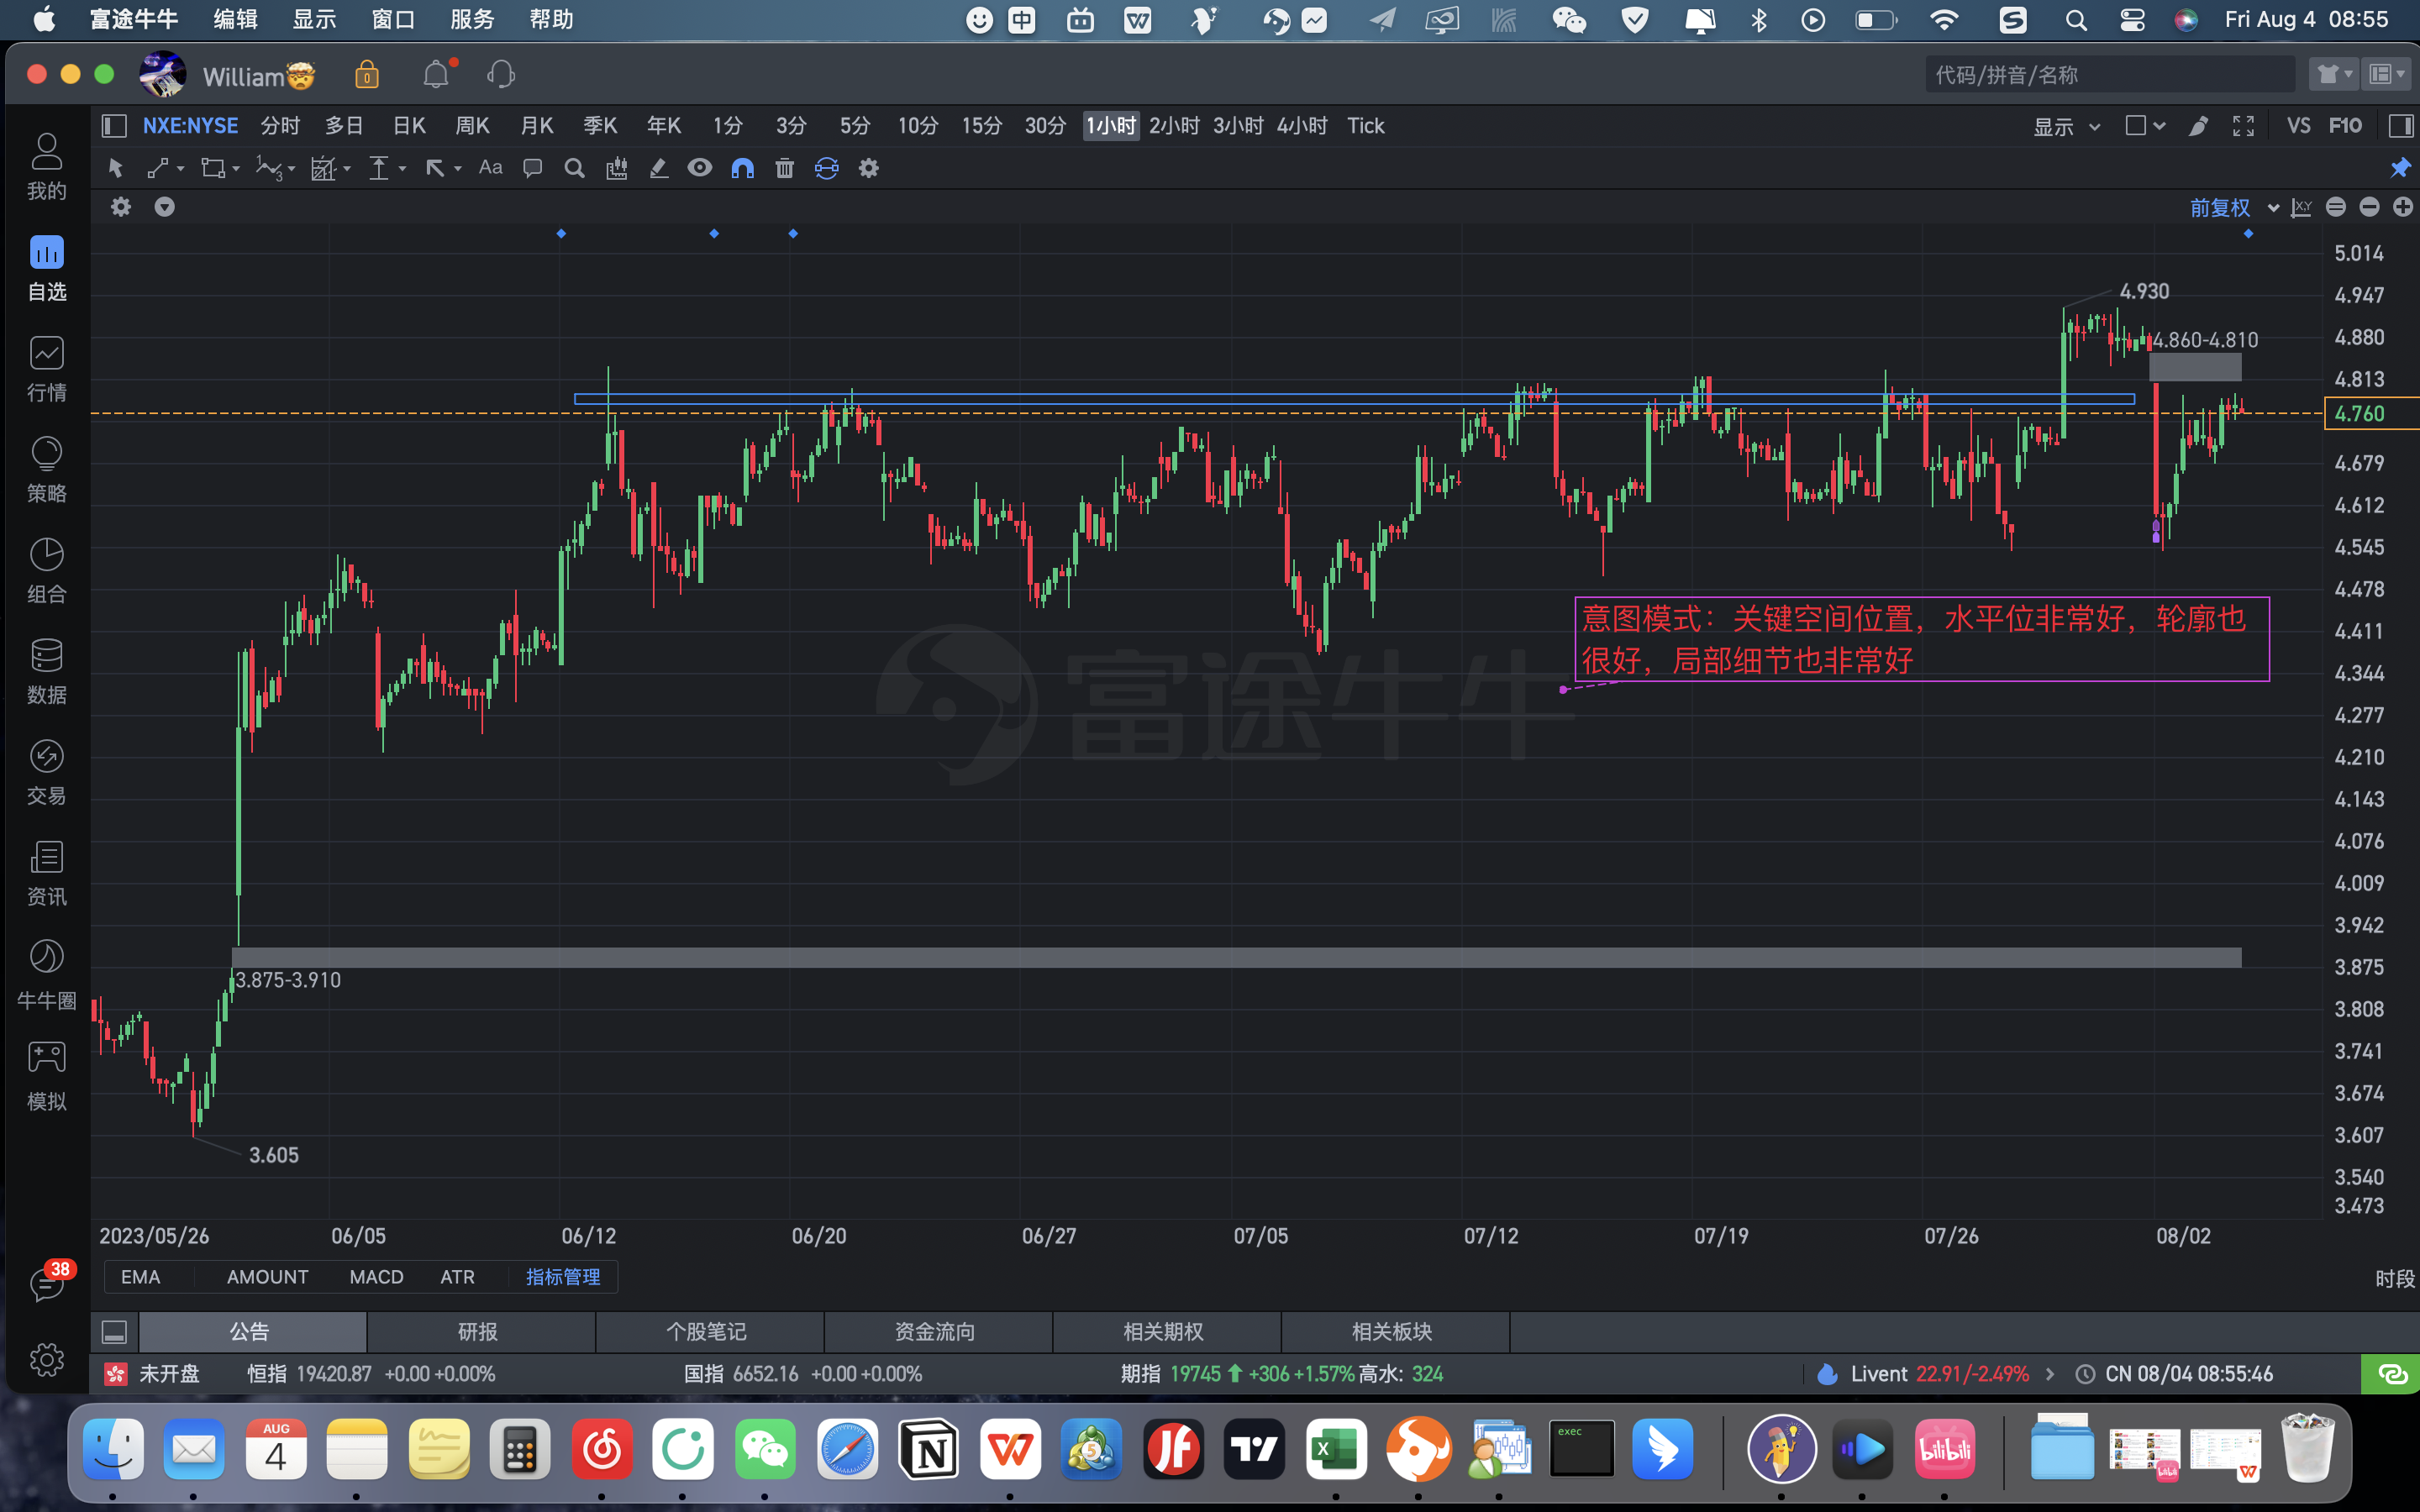 富途牛牛 编辑 显示 窗口 服务 帮助 Fri Aug 4 08:55
William 代码/拼音/名称
NXE:NYSE 分时 多日 日K 周K 月K 季K 年K 1分 3分 5分 10分 15分 30分 1小时 2小时 3小时 4小时 Tick 显示 VS F10
Aa
前复权
我的
自选
行情
策略
组合
数据
交易
资讯
牛牛圈
模拟
38
5.014
4.947
4.880
4.813
4.760
4.679
4.612
4.545
4.478
4.411
4.344
4.277
4.210
4.143
4.076
4.009
3.942
3.875
3.808
3.741
3.674
3.607
3.540
3.473
4.930
4.860-4.810
意图模式：关键空间位置，水平位非常好，轮廓也
很好，局部细节也非常好
富途牛牛
3.875-3.910
3.605
2023/05/26 06/05 06/12 06/20 06/27 07/05 07/12 07/19 07/26 08/02
EMA AMOUNT MACD ATR 指标管理 时段
公告 研报 个股笔记 资金流向 相关期权 相关板块
未开盘 恒指 19420.87 +0.00 +0.00% 国指 6652.16 +0.00 +0.00% 期指 19745 +306 +1.57% 高水: 324 Livent 22.91/-2.49% CN 08/04 08:55:46
AUG
4
exec
bilibili